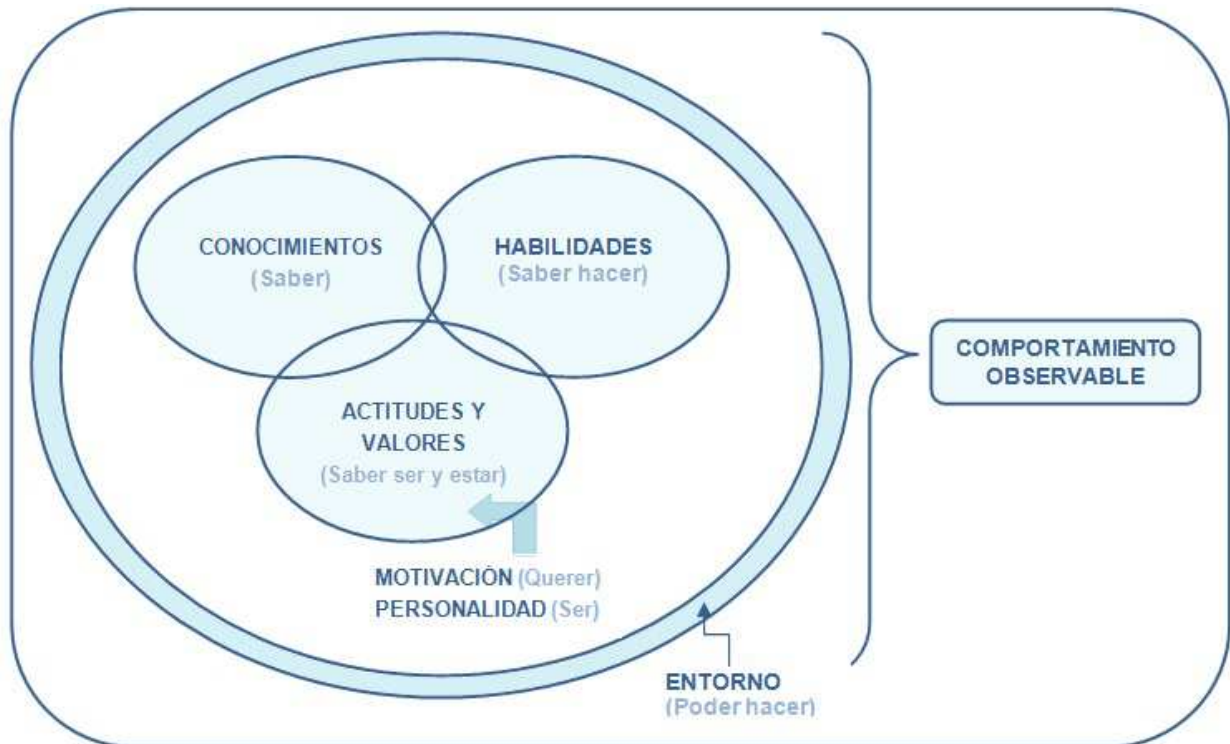 CONOCIMIENTOS
(Saber)
HABILIDADES
(Saber hacer)
ACTITUDES Y
VALORES
(Saber ser y estar)
MOTIVACIÓN (Querer)
PERSONALIDAD (Ser)
ENTORNO
(Poder hacer)
COMPORTAMIENTO
OBSERVABLE